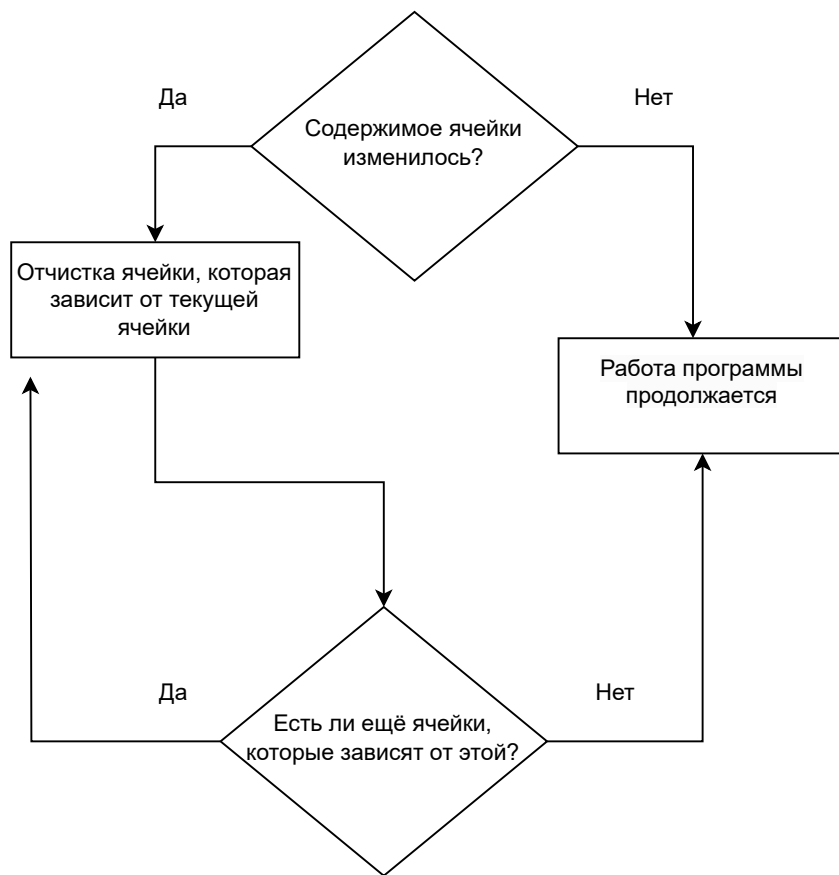 Да
Нет
Содержимое ячейки
изменилось?
Отчистка ячейки, которая
зависит от текущей
ячейки
Работа программы
продолжается
Да
Нет
Есть ли ещё ячейки,
которые зависят от этой?